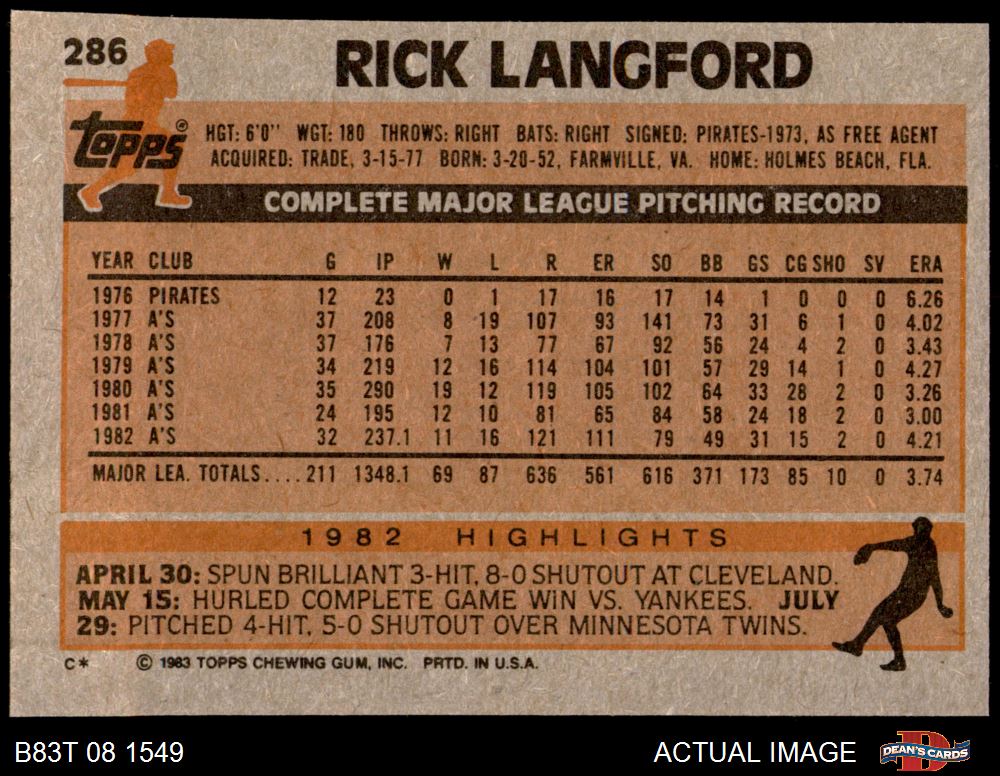 286
RICK LANGFORD
Topps®
HGT: 6'0" WGT: 180 THROWS: RIGHT BATS: RIGHT SIGNED: PIRATES-1973, AS FREE AGENT
ACQUIRED: TRADE, 3-15-77 BORN: 3-20-52, FARMVILLE, VA. HOME: HOLMES BEACH, FLA.
COMPLETE MAJOR LEAGUE PITCHING RECORD
YEAR CLUB G IP W L R ER SO BB GS CG SHO SV ERA
1976 PIRATES 12 23 0 1 17 16 17 14 1 0 0 0 6.26
1977 A'S 37 208 8 19 107 93 141 73 31 6 1 0 4.02
1978 A'S 37 176 7 13 77 67 92 56 24 4 2 0 3.43
1979 A'S 34 219 12 16 114 104 101 57 29 14 1 0 4.27
1980 A'S 35 290 19 12 119 105 102 64 33 28 2 0 3.26
1981 A'S 24 195 12 10 81 65 84 58 24 18 2 0 3.00
1982 A'S 32 237.1 11 16 121 111 79 49 31 15 2 0 4.21
MAJOR LEA. TOTALS.... 211 1348.1 69 87 636 561 616 371 173 85 10 0 3.74
1982 HIGHLIGHTS
APRIL 30: SPUN BRILLIANT 3-HIT, 8-0 SHUTOUT AT CLEVELAND.
MAY 15: HURLED COMPLETE GAME WIN VS. YANKEES. JULY
29: PITCHED 4-HIT, 5-0 SHUTOUT OVER MINNESOTA TWINS.
C* © 1983 TOPPS CHEWING GUM, INC. PRTD. IN U.S.A.
B83T 08 1549 ACTUAL IMAGE DEAN'S CARDS